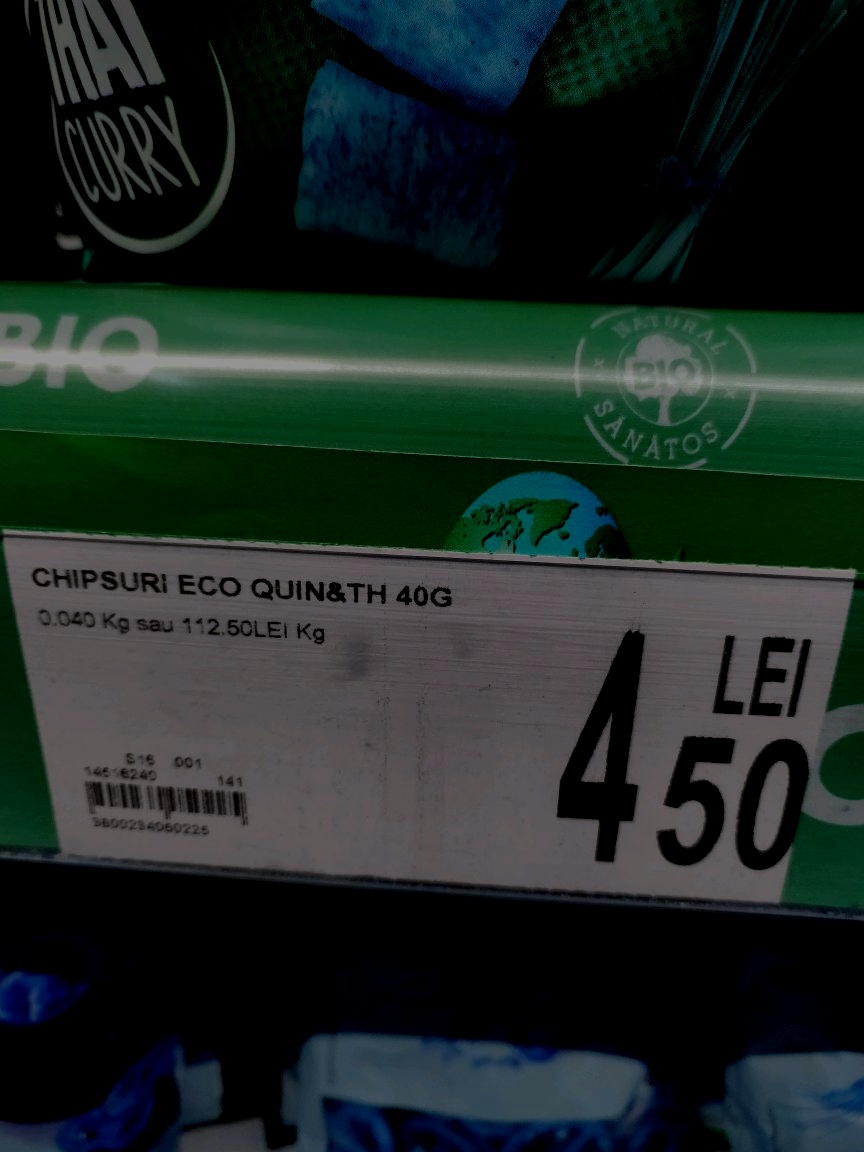 THAI
CURRY
BIO
NATURAL
BIO
SĂNĂTOS
CHIPSURI ECO QUIN&TH 40G
0.040 Kg sau 112.50LEI Kg
4 LEI
50
S16 001
14616240 141
3800234060225